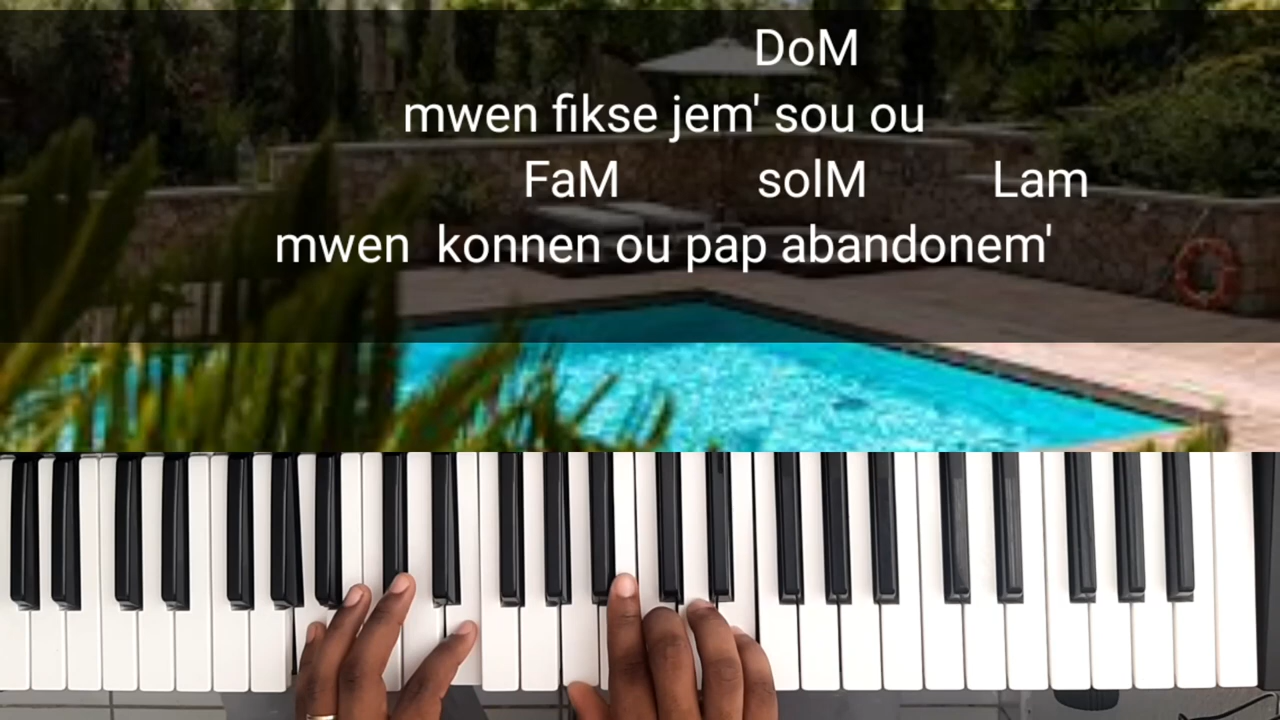 DoM
mwen fikse jem' sou ou
FaM solM Lam
mwen konnen ou pap abandonem'